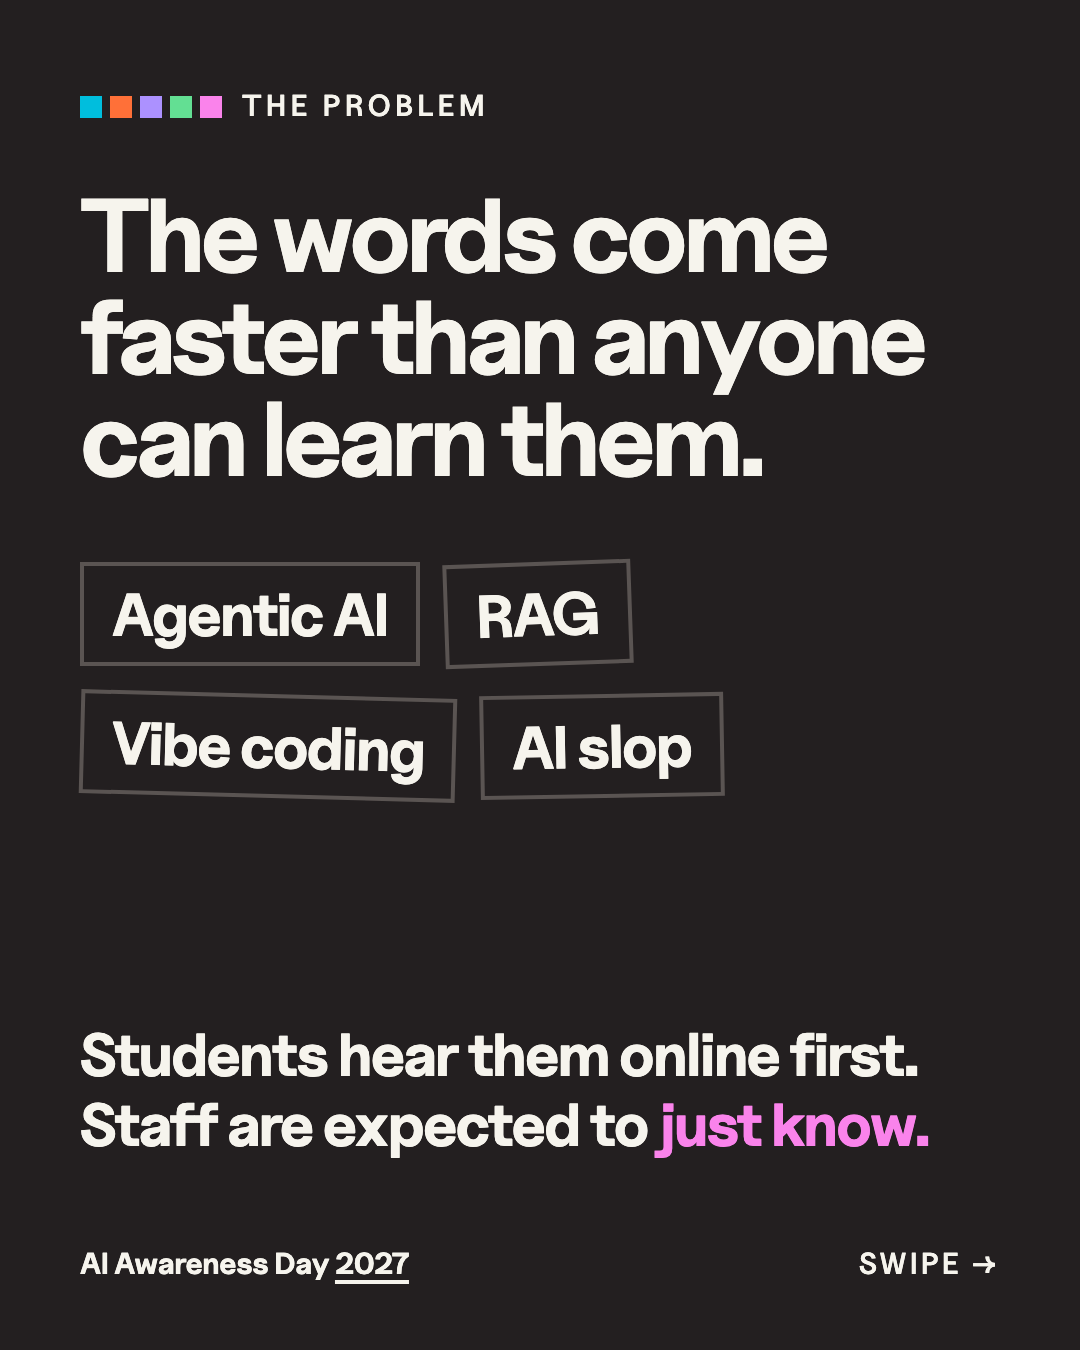 THE PROBLEM
The words come
faster than anyone
can learn them.
Agentic AI
RAG
Vibe coding
AI slop
Students hear them online first.
Staff are expected to just know.
AI Awareness Day 2027
SWIPE →